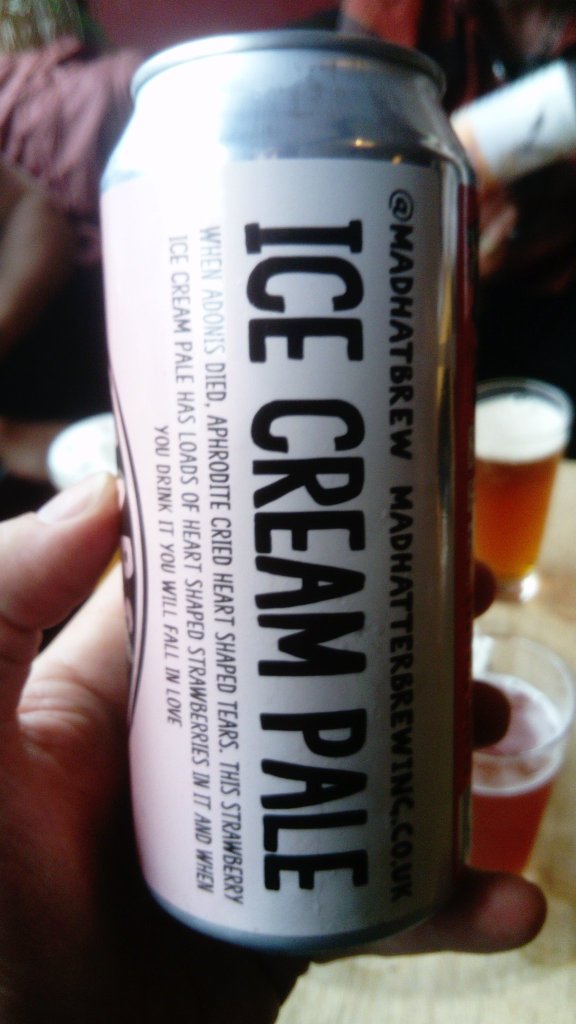 @MADHATBREW MADHATTERBREWINC.CO.UK
ICE CREAM PALE
WHEN ADONIS DIED, APHRODITE CRIED HEART SHAPED TEARS. THIS STRAWBERRY
ICE CREAM PALE HAS LOADS OF HEART SHAPED STRAWBERRIES IN IT AND WHEN
YOU DRINK IT YOU WILL FALL IN LOVE